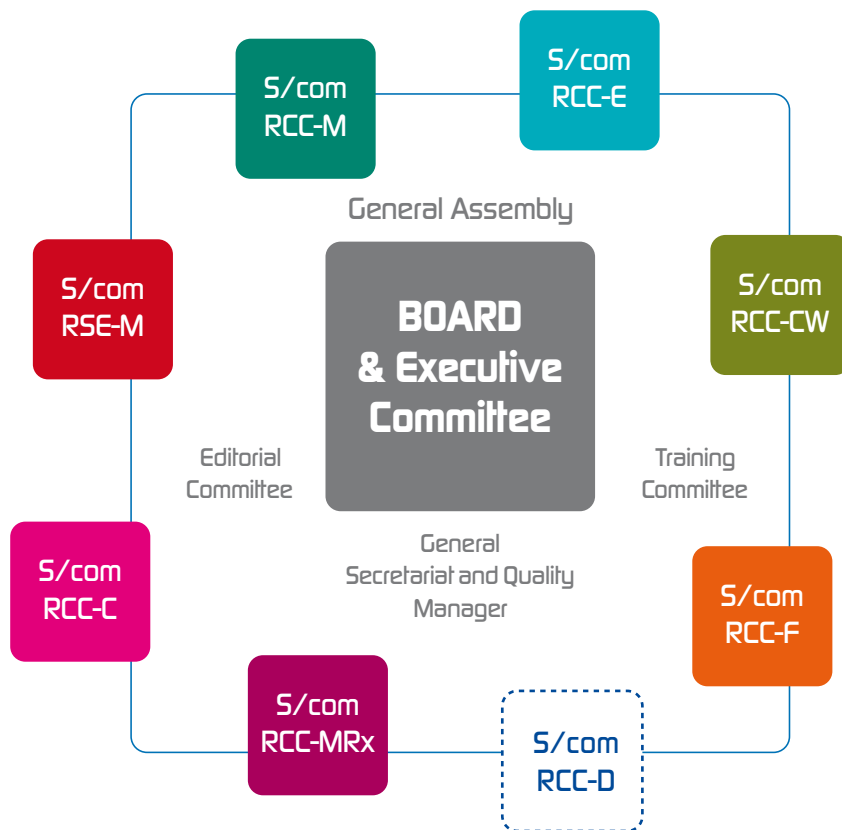 S/com
RCC-E
S/com
RCC-M
General Assembly
S/com
RSE-M
BOARD
& Executive
Committee
S/com
RCC-CW
Editorial
Committee
Training
Committee
S/com
RCC-C
General
Secretariat and Quality
Manager
S/com
RCC-F
S/com
RCC-MRx
S/com
RCC-D